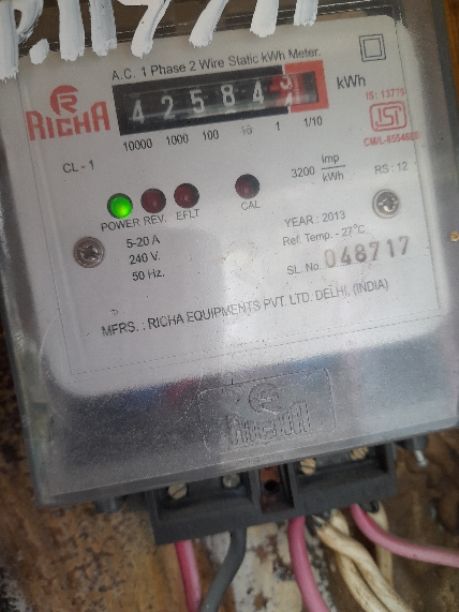 A.C. 1 Phase 2 Wire Static kWh Meter.
RICHA
4 2 5 8 4
kWh
IS: 13779
ISI
10000 1000 100 10 1 1/10
CL - 1
3200 Imp/kWh
RS : 12
POWER REV. EFLT CAL
5-20 A
240 V.
50 Hz.
YEAR : 2013
Ref. Temp. - 27°C
SL. No. 048717
MFRS. : RICHA EQUIPMENTS PVT. LTD. DELHI. (INDIA)